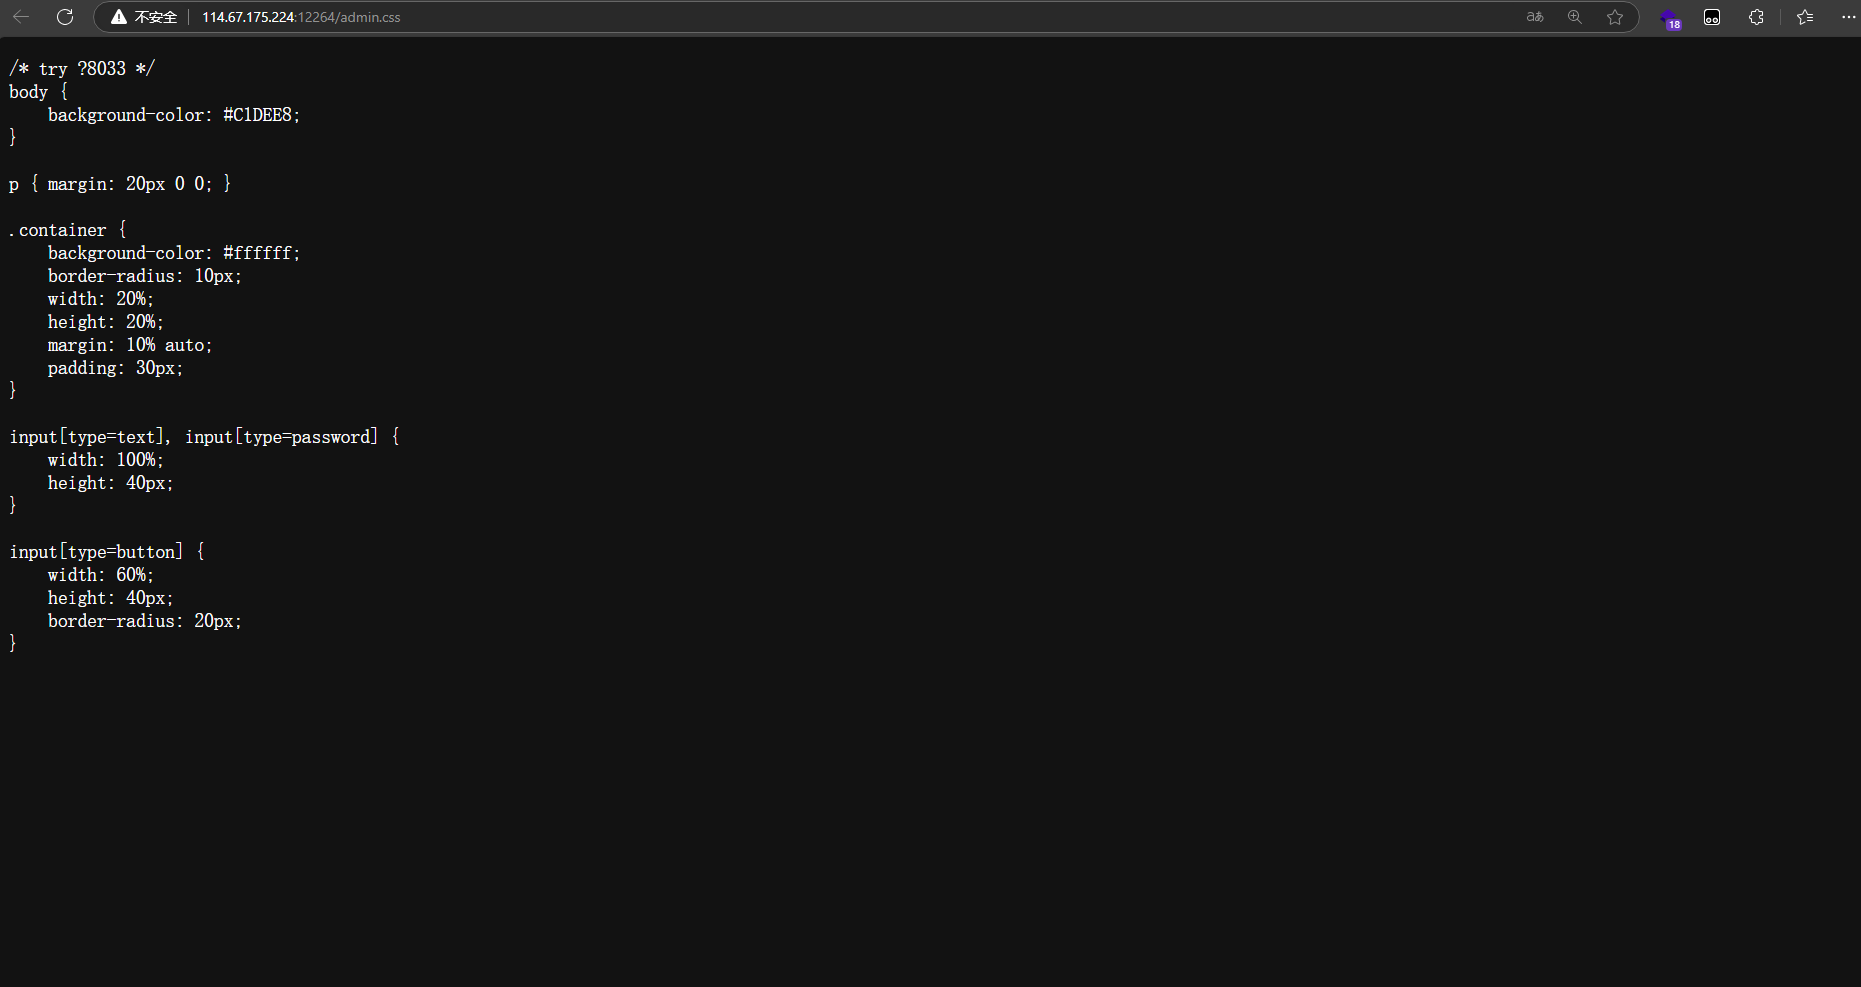 不安全 114.67.175.224:12264/admin.css
18
/* try ?8033 */
body {
    background-color: #C1DEE8;
}

p { margin: 20px 0 0; }

.container {
    background-color: #ffffff;
    border-radius: 10px;
    width: 20%;
    height: 20%;
    margin: 10% auto;
    padding: 30px;
}

input[type=text], input[type=password] {
    width: 100%;
    height: 40px;
}

input[type=button] {
    width: 60%;
    height: 40px;
    border-radius: 20px;
}